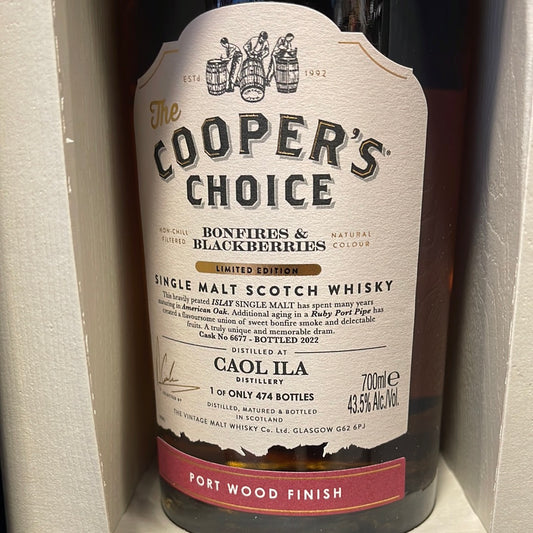 ESTd 1992
The
COOPER'S®
CHOICE
NON-CHILL
FILTERED
BONFIRES &
BLACKBERRIES
NATURAL
COLOUR
LIMITED EDITION
SINGLE MALT SCOTCH WHISKY
This heavily peated ISLAY SINGLE MALT has spent many years
maturing in American Oak. Additional aging in a Ruby Port Pipe has
created a flavoursome union of sweet bonfire smoke and delectable
fruits. A truly unique and memorable dram.
Cask No 6677 - BOTTLED 2022
DISTILLED AT
CAOL ILA
DISTILLERY
1 OF ONLY 474 BOTTLES
700ml e
43.5% Alc./Vol.
DISTILLED, MATURED & BOTTLED
IN SCOTLAND
THE VINTAGE MALT WHISKY Co. Ltd. GLASGOW G62 6PJ
PORT WOOD FINISH